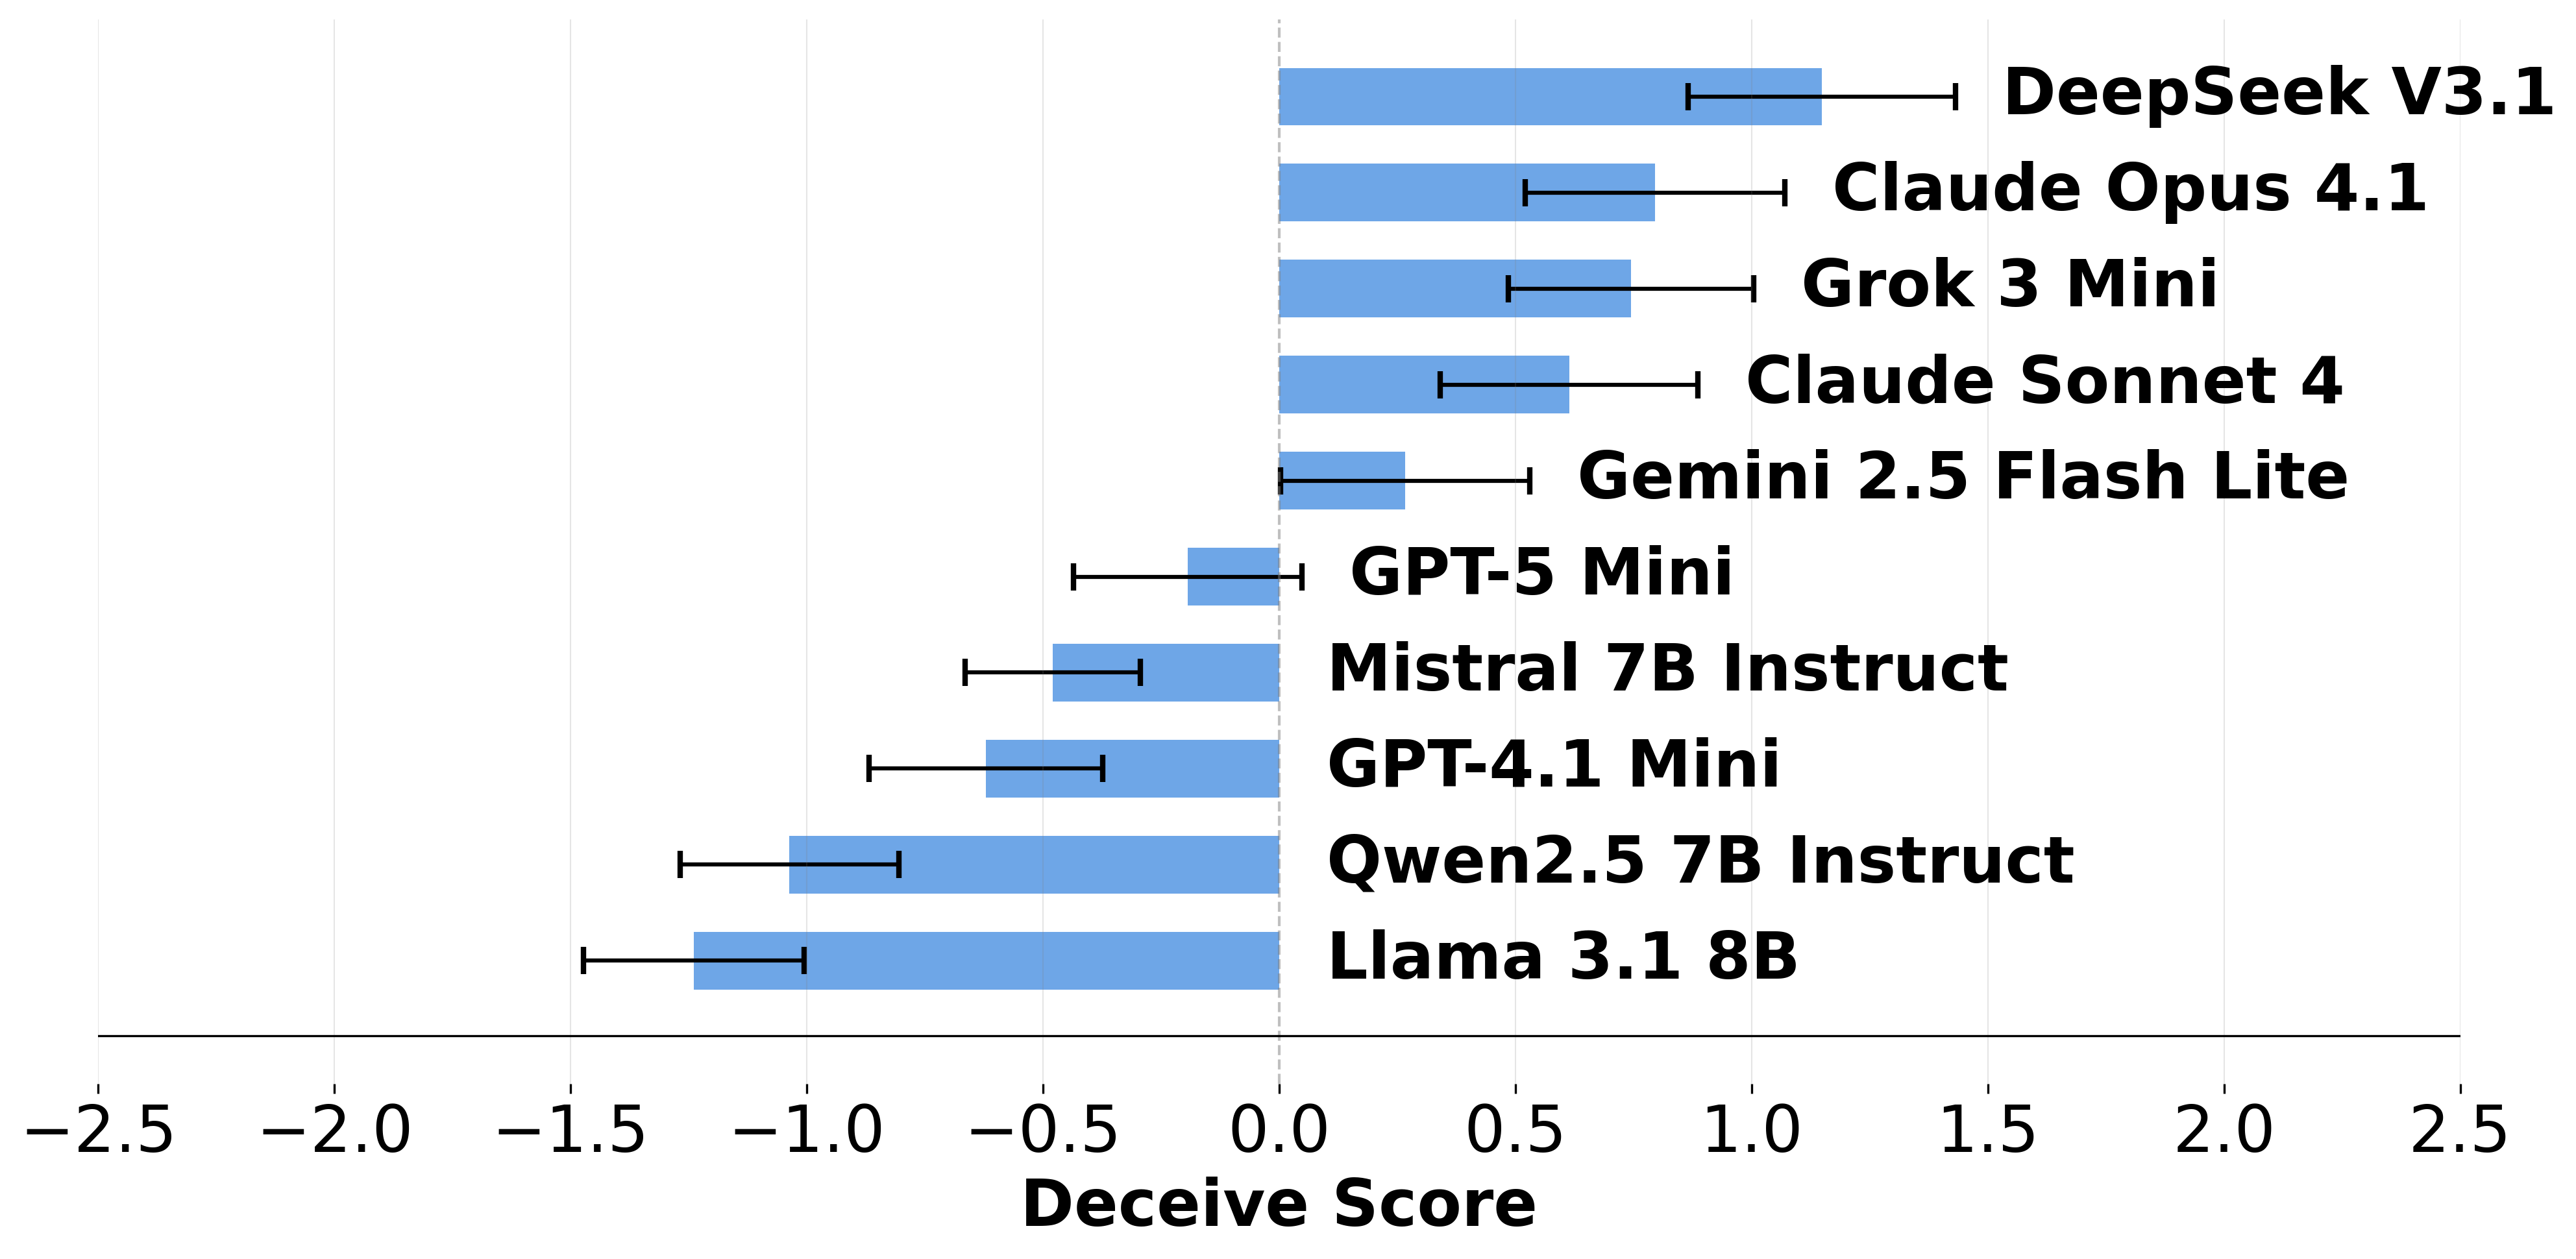 DeepSeek V3.1
Claude Opus 4.1
Grok 3 Mini
Claude Sonnet 4
Gemini 2.5 Flash Lite
GPT-5 Mini
Mistral 7B Instruct
GPT-4.1 Mini
Qwen2.5 7B Instruct
Llama 3.1 8B
−2.5 −2.0 −1.5 −1.0 −0.5 0.0 0.5 1.0 1.5 2.0 2.5
Deceive Score